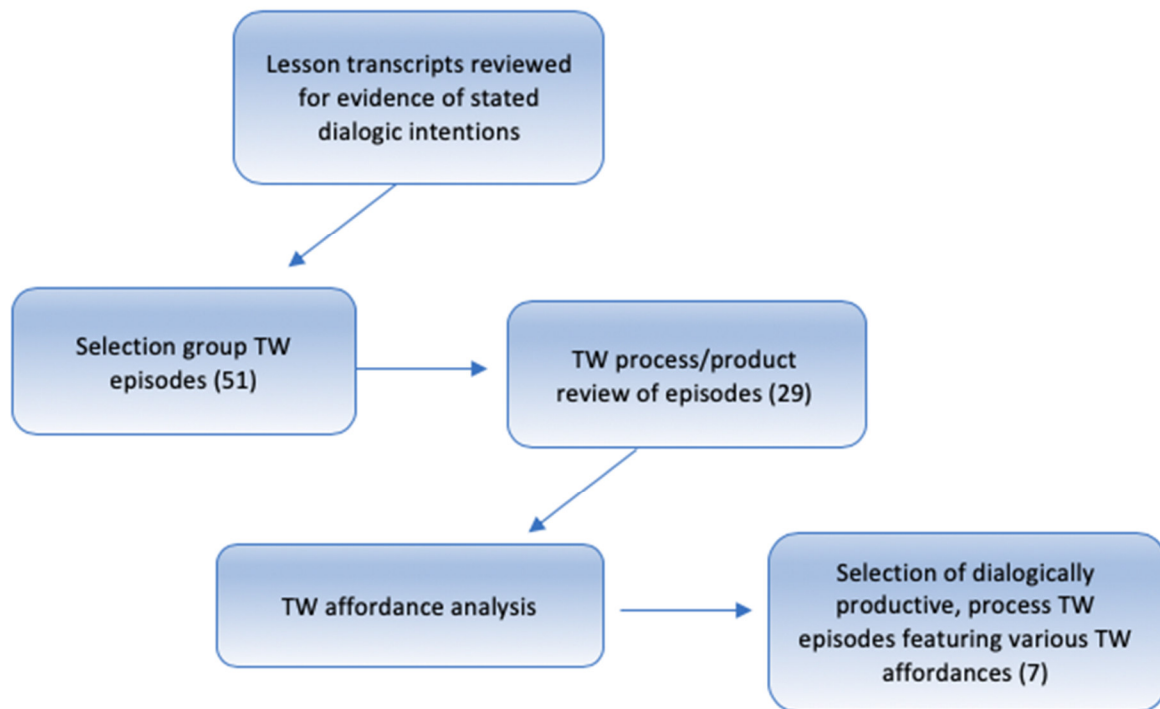 Lesson transcripts reviewed
for evidence of stated
dialogic intentions
Selection group TW
episodes (51)
TW process/product
review of episodes (29)
TW affordance analysis
Selection of dialogically
productive, process TW
episodes featuring various TW
affordances (7)